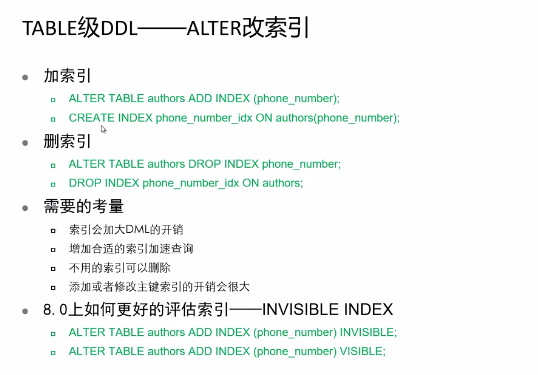 TABLE级DDL——ALTER改索引
加索引
ALTER TABLE authors ADD INDEX (phone_number);
CREATE INDEX phone_number_idx ON authors(phone_number);
删索引
ALTER TABLE authors DROP INDEX phone_number;
DROP INDEX phone_number_idx ON authors;
需要的考量
索引会加大DML的开销
增加合适的索引加速查询
不用的索引可以删除
添加或者修改主键索引的开销会很大
8.0上如何更好的评估索引——INVISIBLE INDEX
ALTER TABLE authors ADD INDEX (phone_number) INVISIBLE;
ALTER TABLE authors ADD INDEX (phone_number) VISIBLE;